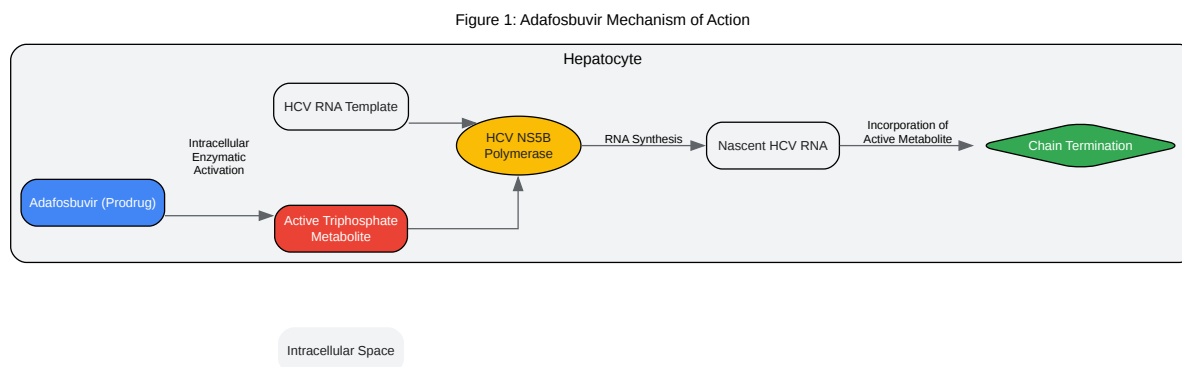 Figure 1: Adafosbuvir Mechanism of Action
Hepatocyte
HCV RNA Template
Intracellular
Enzymatic
Activation
Adafosbuvir (Prodrug)
Active Triphosphate
Metabolite
HCV NS5B
Polymerase
RNA Synthesis
Nascent HCV RNA
Incorporation of
Active Metabolite
Chain Termination
Intracellular Space